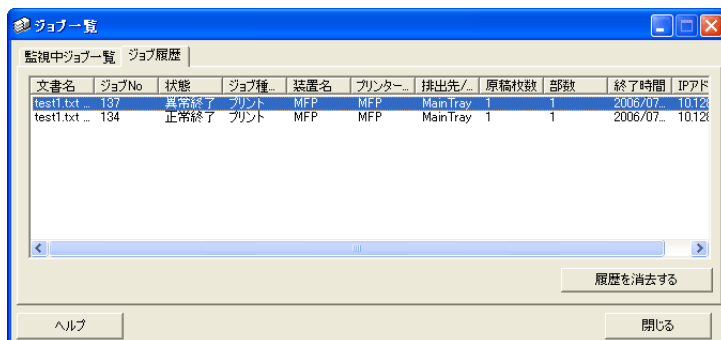 ジョブ一覧
監視中ジョブ一覧 ジョブ履歴
文書名 ジョブNo 状態 ジョブ種... 装置名 プリンター... 排出先/... 原稿枚数 部数 終了時間 IPアド
test1.txt ... 137 異常終了 プリント MFP MFP MainTray 1 1 2006/07... 10.128
test1.txt ... 134 正常終了 プリント MFP MFP MainTray 1 1 2006/07... 10.128
履歴を消去する
ヘルプ 閉じる